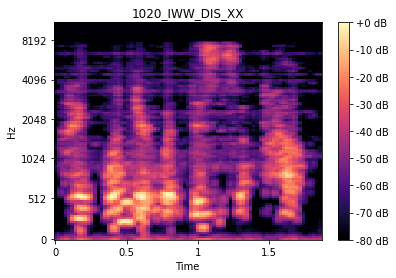 1020_IWW_DIS_XX
+0 dB
8192
-10 dB
4096
-20 dB
-30 dB
2048
Hz
-40 dB
1024
-50 dB
512
-60 dB
-70 dB
0
-80 dB
0 0.5 1 1.5
Time